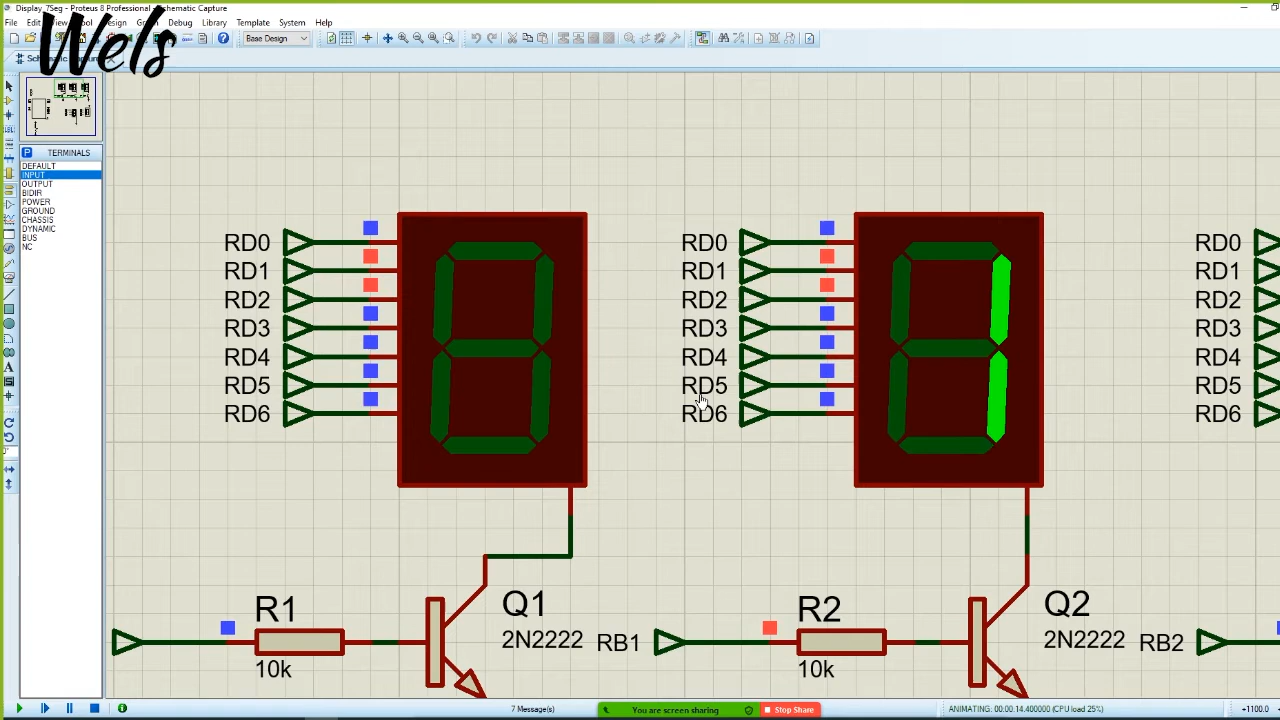 Display_7Seg - Proteus 8 Professional - Schematic Capture
File Edit View Tool Design Graph Debug Library Template System Help
Wels
Base Design
Schematic Capture
P TERMINALS
DEFAULT
INPUT
OUTPUT
BIDIR
POWER
GROUND
CHASSIS
DYNAMIC
BUS
NC
RD0 RD0 RD0
RD1 RD1 RD1
RD2 RD2 RD2
RD3 RD3 RD3
RD4 RD4 RD4
RD5 RD5 RD5
RD6 RD6 RD6
R1 Q1 R2 Q2
2N2222 RB1 2N2222 RB2
10k 10k
7 Message(s) You are screen sharing Stop Share ANIMATING: 00:00:14.400000 (CPU load 25%) +1100.0